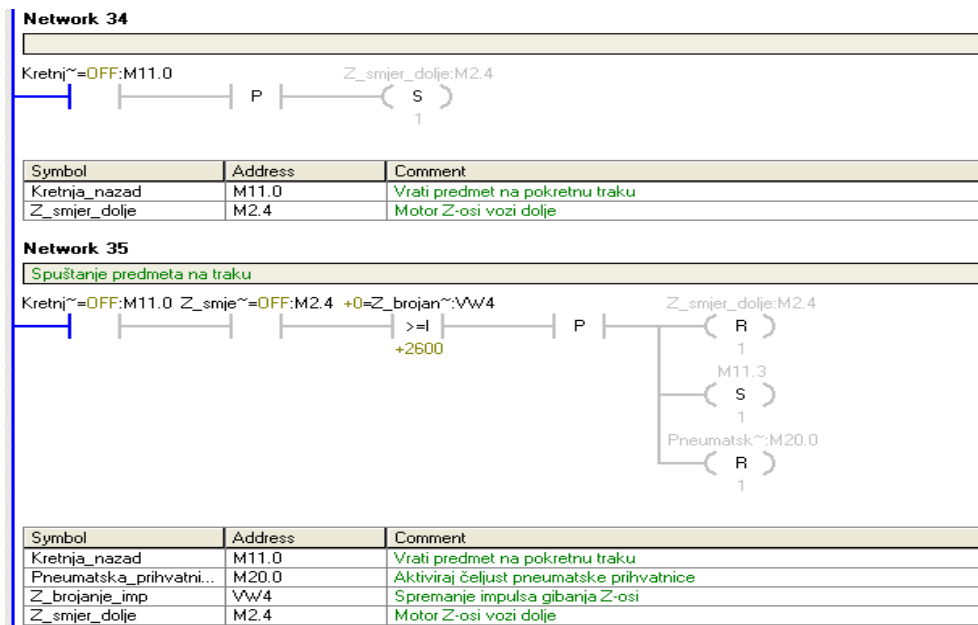 Network 34
Kretnj~=OFF:M11.0 Z_smjer_dolje:M2.4
P S
1
Symbol Address Comment
Kretnja_nazad M11.0 Vrati predmet na pokretnu traku
Z_smjer_dolje M2.4 Motor Z-osi vozi dolje
Network 35
Spuštanje predmeta na traku
Kretnj~=OFF:M11.0 Z_smje~=OFF:M2.4 +0=Z_brojan~:VW4 Z_smjer_dolje:M2.4
>=I P R
+2600 1
M11.3
S
1
Pneumatsk~:M20.0
R
1
Symbol Address Comment
Kretnja_nazad M11.0 Vrati predmet na pokretnu traku
Pneumatska_prihvatni... M20.0 Aktiviraj čeljust pneumatske prihvatnice
Z_brojanje_imp VW4 Spremanje impulsa gibanja Z-osi
Z_smjer_dolje M2.4 Motor Z-osi vozi dolje